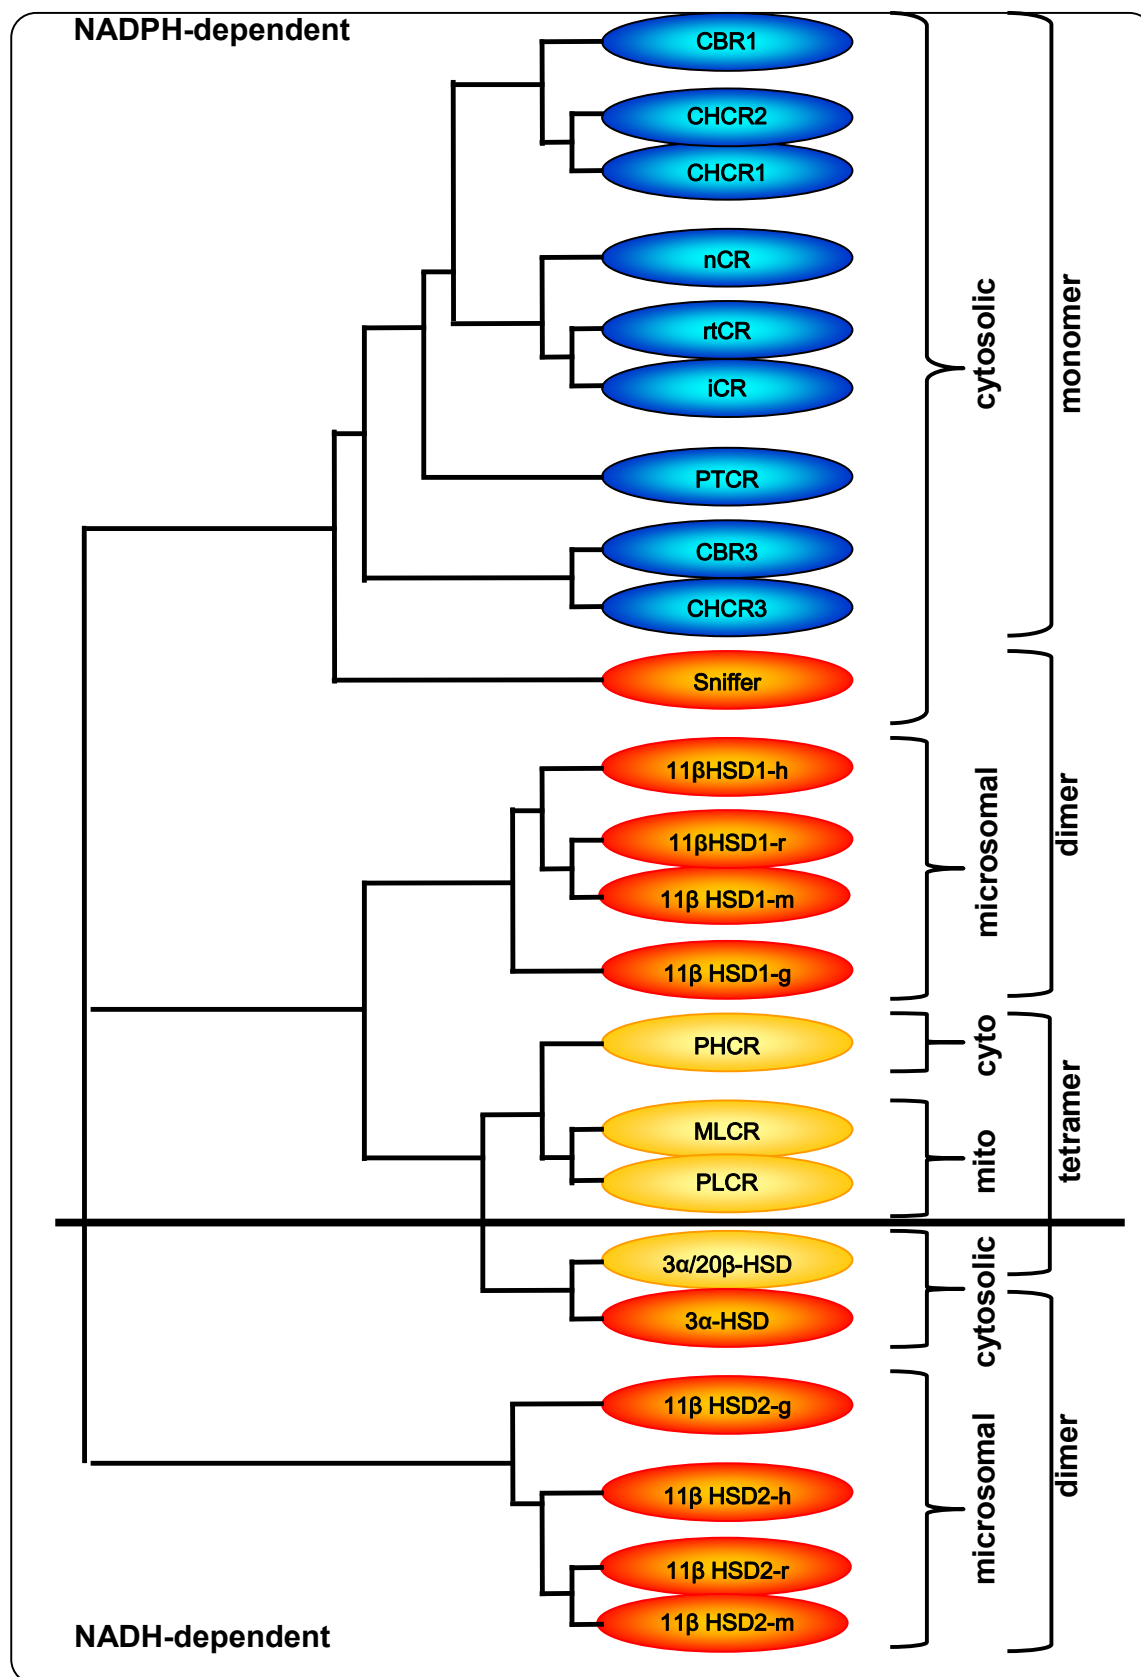 NADPH-dependent
CBR1
CHCR2
CHCR1
nCR
rtCR
iCR
PTCR
CBR3
CHCR3
Sniffer
11βHSD1-h
11βHSD1-r
11β HSD1-m
11β HSD1-g
PHCR
MLCR
PLCR
3α/20β-HSD
3α-HSD
11β HSD2-g
11β HSD2-h
11β HSD2-r
11β HSD2-m
cytosolic
microsomal
cyto
mito
cytosolic
microsomal
monomer
dimer
tetramer
dimer
NADH-dependent